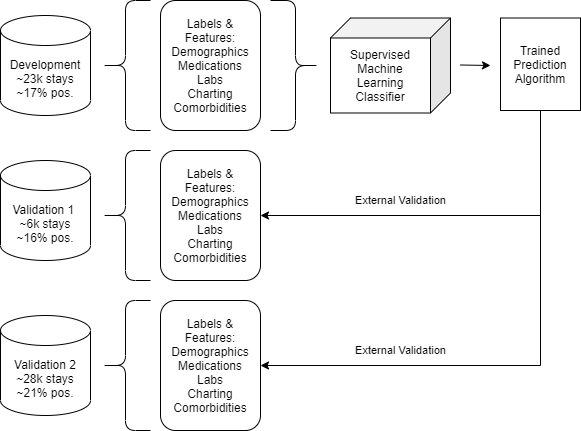 Development
~23k stays
~17% pos.
Labels &
Features:
Demographics
Medications
Labs
Charting
Comorbidities
Supervised
Machine
Learning
Classifier
Trained
Prediction
Algorithm
Validation 1
~6k stays
~16% pos.
Labels &
Features:
Demographics
Medications
Labs
Charting
Comorbidities
External Validation
Validation 2
~28k stays
~21% pos.
Labels &
Features:
Demographics
Medications
Labs
Charting
Comorbidities
External Validation